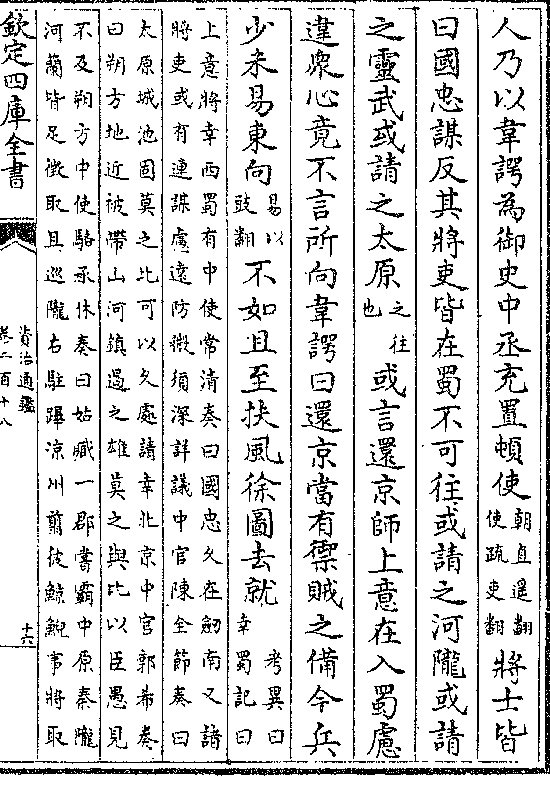 人乃以韋諤為御史中丞充置頓使朝直遥翻使疏吏翻將士皆
曰國忠謀反其將吏皆在蜀不可往或請之河隴或請
之靈武或請之太原之往也或言還京師上意在入蜀慮
違衆心竟不言所向韋諤曰還京當有禦賊之備今兵
少未易東向易以豉翻不如且至扶風徐圖去就考異曰幸蜀記曰
上意將幸西蜀有中使常清奏曰國忠久在劒南又諸
將吏或有連謀慮遠防微須深詳議中官陳全節奏曰
太原城池固莫之比可以久處請幸北京中官郭希奏
曰朔方地近被帶山河鎮遏之雄莫之與比以臣愚見
不及朔方中使駱承休奏曰姑臧一郡甞霸中原秦隴
河蘭皆足徵取且巡隴右駐蹕凉州翦彼鯨鯢事將取
欽定四庫全書
資治通鑑
卷二百十八
十六